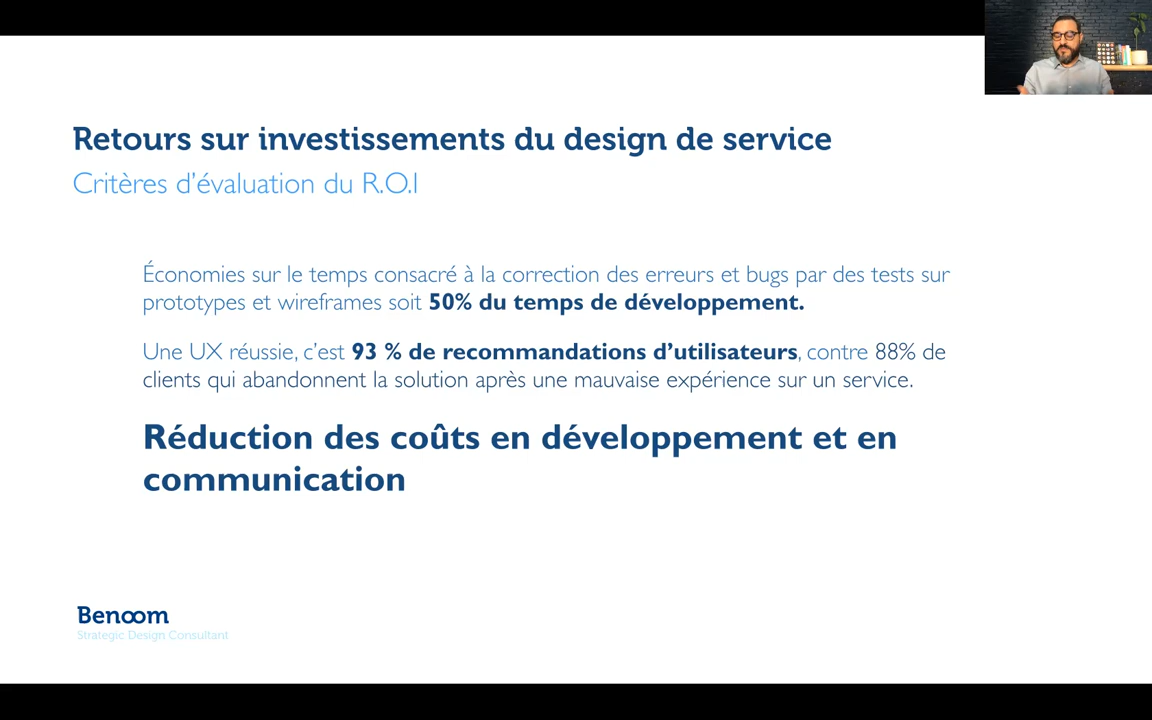 Retours sur investissements du design de service
Critères d’évaluation du R.O.I
Économies sur le temps consacré à la correction des erreurs et bugs par des tests sur
prototypes et wireframes soit 50% du temps de développement.
Une UX réussie, c’est 93 % de recommandations d’utilisateurs, contre 88% de
clients qui abandonnent la solution après une mauvaise expérience sur un service.
Réduction des coûts en développement et en
communication
Benoom
Strategic Design Consultant